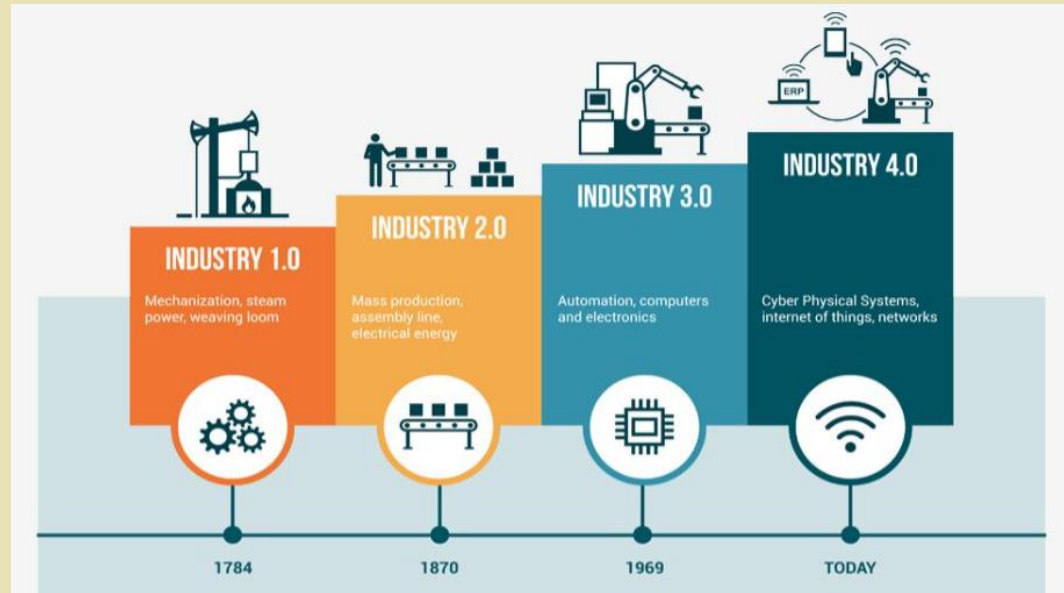 ERP
INDUSTRY 1.0
Mechanization, steam
power, weaving loom
INDUSTRY 2.0
Mass production,
assembly line,
electrical energy
INDUSTRY 3.0
Automation, computers
and electronics
INDUSTRY 4.0
Cyber Physical Systems,
internet of things, networks
1784
1870
1969
TODAY